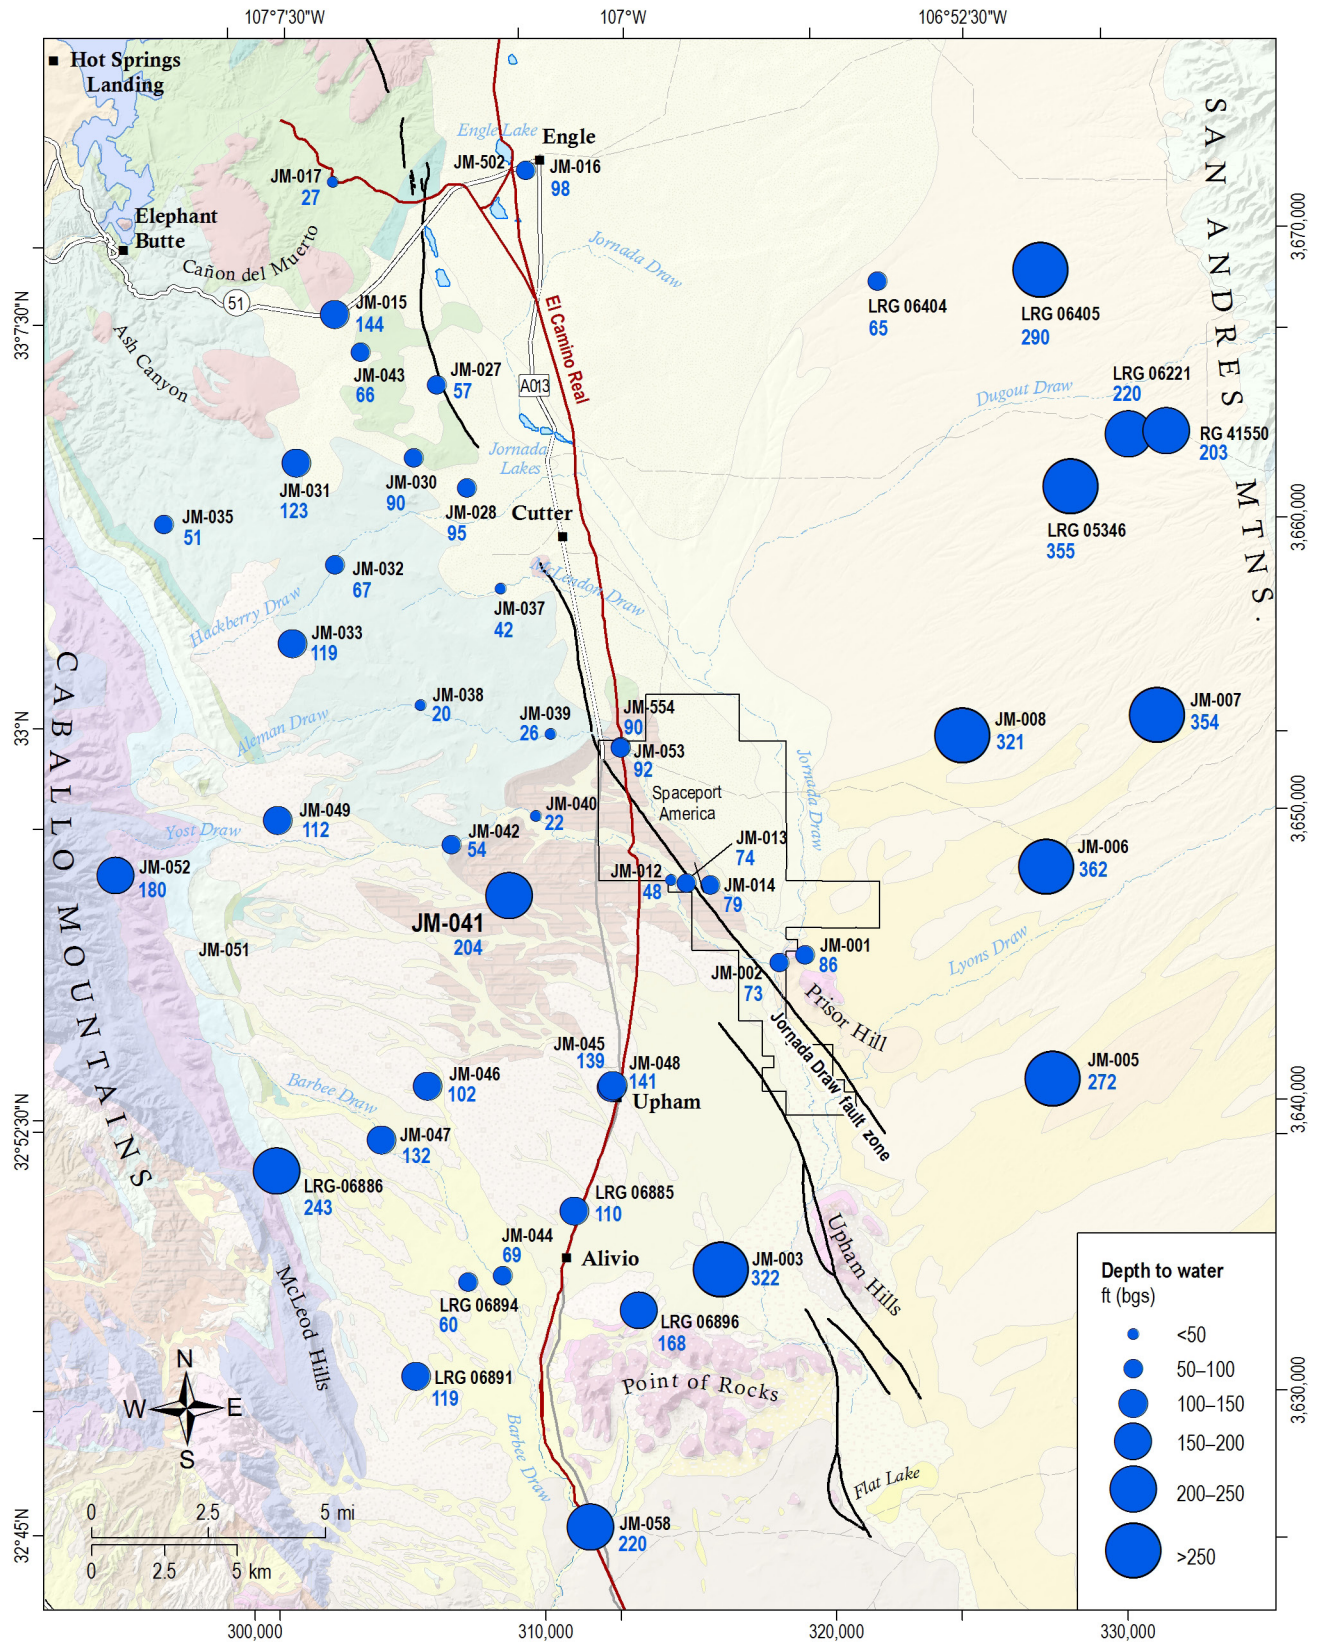 107°7'30"W
107°W
106°52'30"W
Hot Springs
Landing
Engle Lake
Engle
JM-502
JM-016
98
JM-017
27
Elephant
Butte
Cañon del Muerto
Jornada Draw
SAN ANDRES MTNS.
3,670,000
51
JM-015
144
El Camino Real
LRG 06404
65
LRG 06405
290
33°7'30"N
Ash Canyon
JM-043
66
JM-027
57
A013
LRG 06221
220
Dugout Draw
RG 41550
203
Jornada
Lakes
JM-031
123
JM-030
90
JM-028
95
Cutter
LRG 05346
355
3,660,000
JM-035
51
JM-032
67
McLendon Draw
Hackberry Draw
JM-037
42
JM-033
119
CABALLO MOUNTAINS
JM-038
20
JM-039
26
JM-554
90
JM-053
92
JM-007
354
JM-008
321
33°N
Aleman Draw
Jornada Draw
Spaceport
America
3,650,000
JM-049
112
Yost Draw
JM-040
22
JM-042
54
JM-013
74
JM-006
362
JM-052
180
JM-012
48
JM-014
79
JM-041
204
JM-051
JM-001
86
JM-002
73
Lyons Draw
Prisor Hill
Jornada Draw fault zone
JM-045
139
JM-048
141
Upham
JM-005
272
JM-046
102
Barbee Draw
3,640,000
32°52'30"N
JM-047
132
LRG-06886
243
LRG 06885
110
JM-044
69
Alivio
JM-003
322
Upham Hills
LRG 06894
60
LRG 06896
168
McLeod Hills
LRG 06891
119
Point of Rocks
3,630,000
Barbee Draw
Flat Lake
JM-058
220
N
W
E
S
0
2.5
5 mi
0
2.5
5 km
32°45'N
Depth to water
ft (bgs)
<50
50–100
100–150
150–200
200–250
>250
300,000
310,000
320,000
330,000